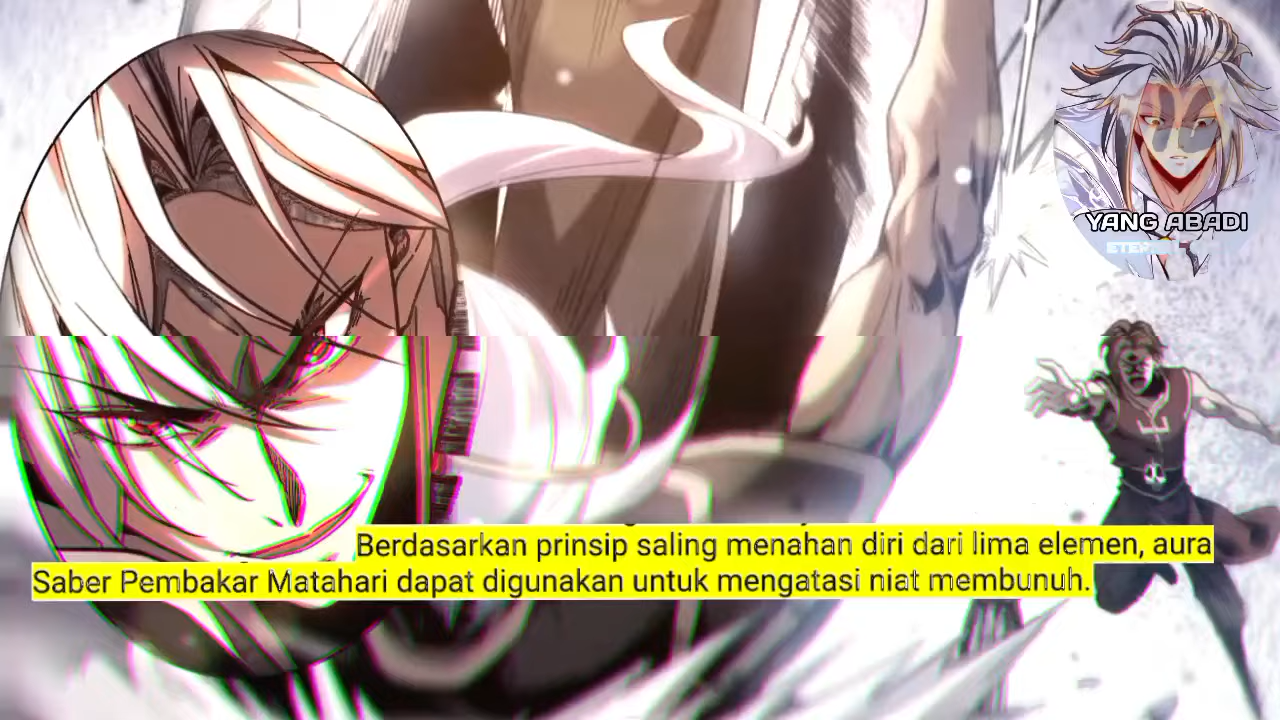 YANG ABADI
Berdasarkan prinsip saling menahan diri dari lima elemen, aura
Saber Pembakar Matahari dapat digunakan untuk mengatasi niat membunuh.